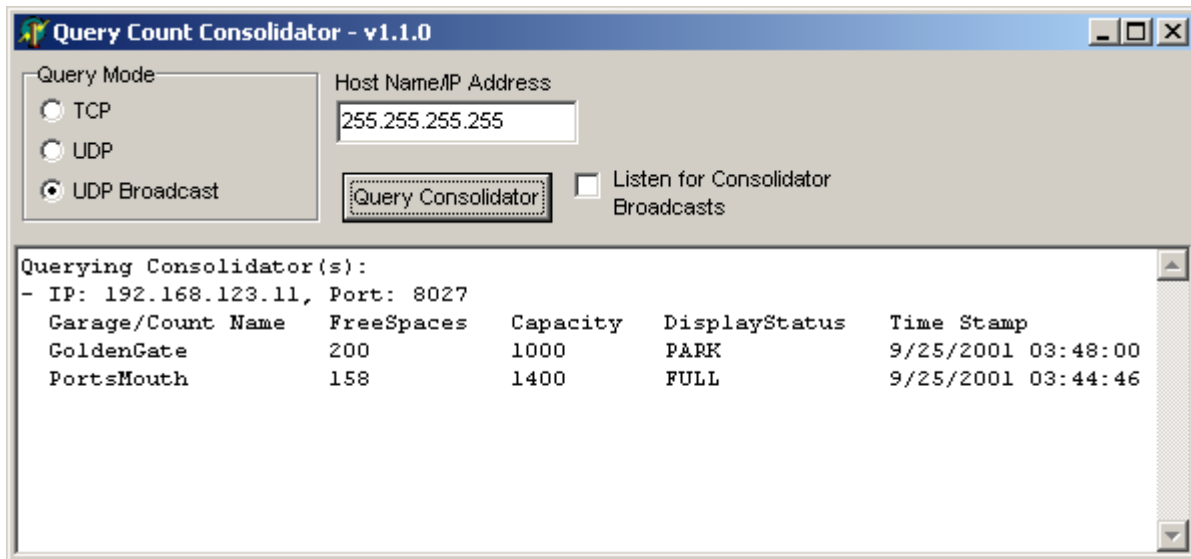 Query Count Consolidator - v1.1.0
Query Mode
TCP
UDP
UDP Broadcast
Host Name/IP Address
255.255.255.255
Query Consolidator
Listen for Consolidator
Broadcasts
Querying Consolidator(s):
- IP: 192.168.123.11, Port: 8027
Garage/Count Name FreeSpaces Capacity DisplayStatus Time Stamp
GoldenGate 200 1000 PARK 9/25/2001 03:48:00
PortsMouth 158 1400 FULL 9/25/2001 03:44:46